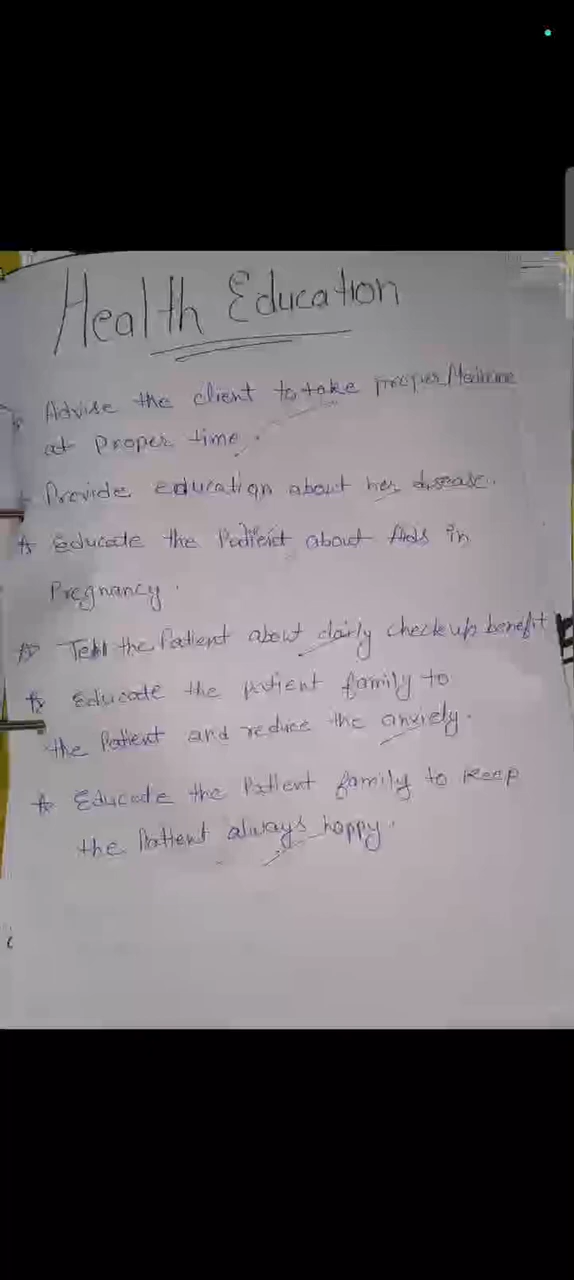 Health Education
Advise the client to take proper Medicine
at proper time.
Provide education about her disease.
Educate the Patient about Aids in
Pregnancy.
Tell the Patient about daily checkup benefit
Educate the patient family to
the Patient and reduce the anxiety.
Educate the Patient family to keep
the Patient always happy.